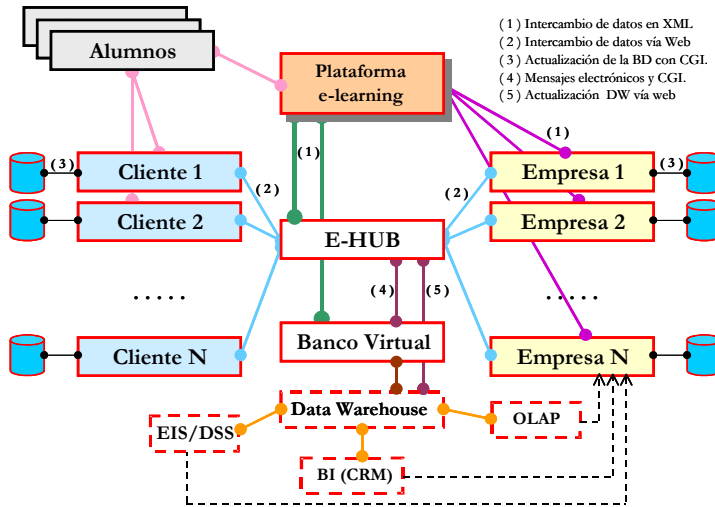 Alumnos
Plataforma
e-learning
( 1 ) Intercambio de datos en XML
( 2 ) Intercambio de datos vía Web
( 3 ) Actualización de la BD con CGI.
( 4 ) Mensajes electrónicos y CGI.
( 5 ) Actualización DW vía web
( 1 )
( 1 )
( 3 )
Cliente 1
( 2 )
( 2 )
Empresa 1
( 3 )
Cliente 2
E-HUB
Empresa 2
( 4 )
( 5 )
. . . . .
. . . . .
Cliente N
Banco Virtual
Empresa N
Data Warehouse
EIS/DSS
OLAP
BI (CRM)